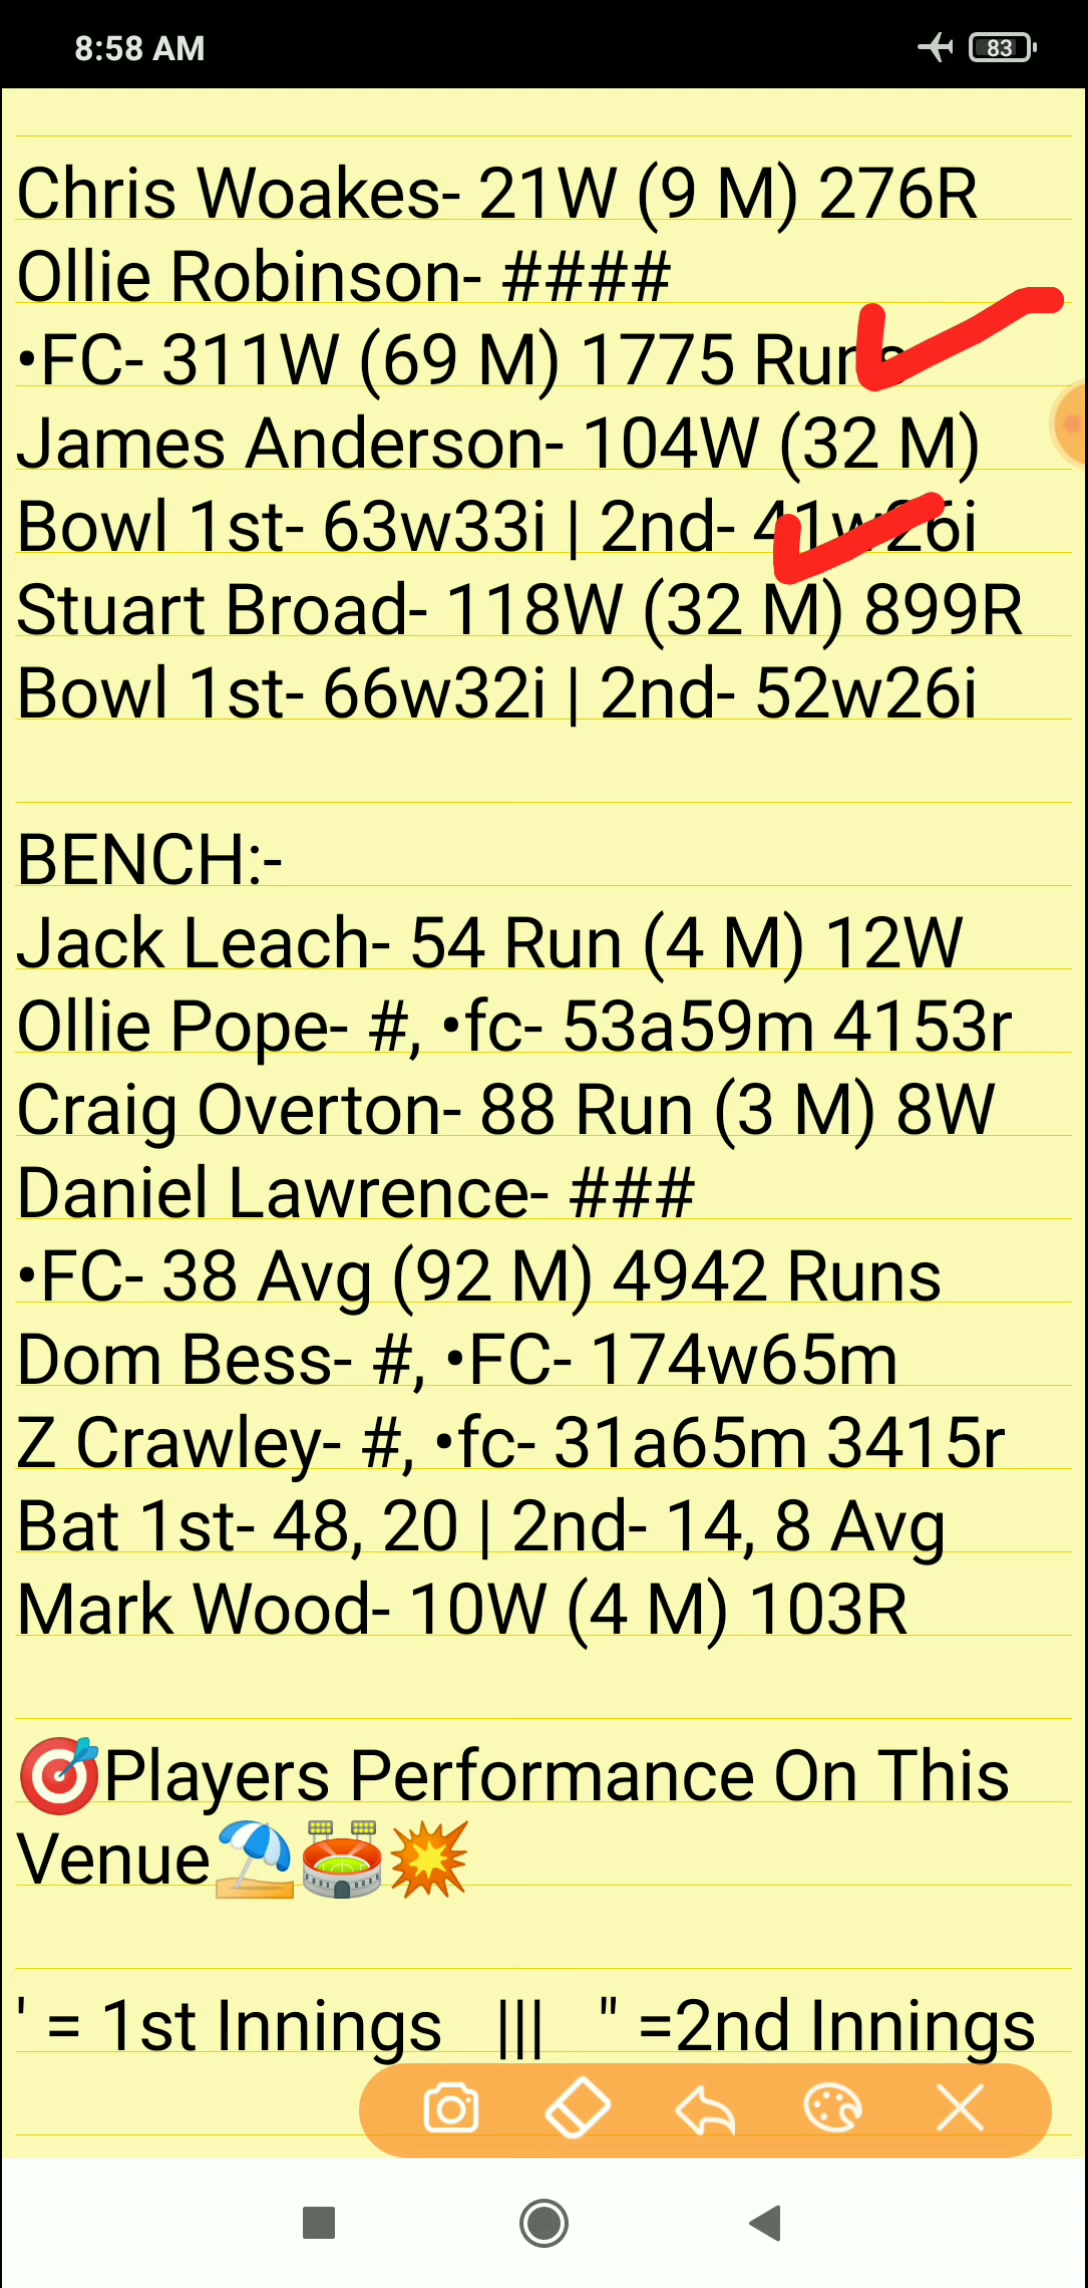 8:58 AM
83
Chris Woakes- 21W (9 M) 276R
Ollie Robinson- ####
•FC- 311W (69 M) 1775 Runs
James Anderson- 104W (32 M)
Bowl 1st- 63w33i | 2nd- 41w26i
Stuart Broad- 118W (32 M) 899R
Bowl 1st- 66w32i | 2nd- 52w26i
BENCH:-
Jack Leach- 54 Run (4 M) 12W
Ollie Pope- #, •fc- 53a59m 4153r
Craig Overton- 88 Run (3 M) 8W
Daniel Lawrence- ###
•FC- 38 Avg (92 M) 4942 Runs
Dom Bess- #, •FC- 174w65m
Z Crawley- #, •fc- 31a65m 3415r
Bat 1st- 48, 20 | 2nd- 14, 8 Avg
Mark Wood- 10W (4 M) 103R
🎯Players Performance On This
Venue⛱🏟💥
' = 1st Innings ||| " =2nd Innings